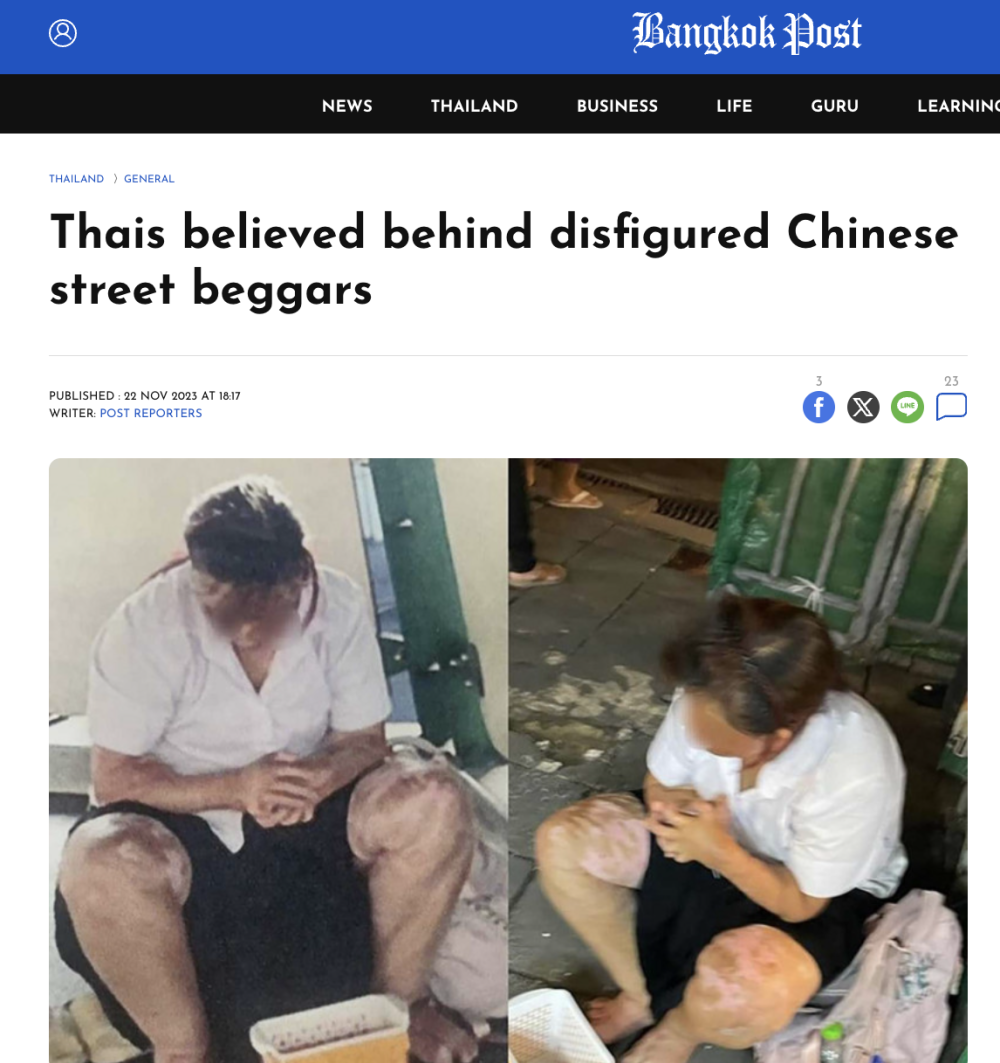 Bangkok Post
NEWS THAILAND BUSINESS LIFE GURU LEARNING
THAILAND 〉 GENERAL
Thais believed behind disfigured Chinese
street beggars
3 23
PUBLISHED : 22 NOV 2023 AT 18:17
WRITER: POST REPORTERS
LINE